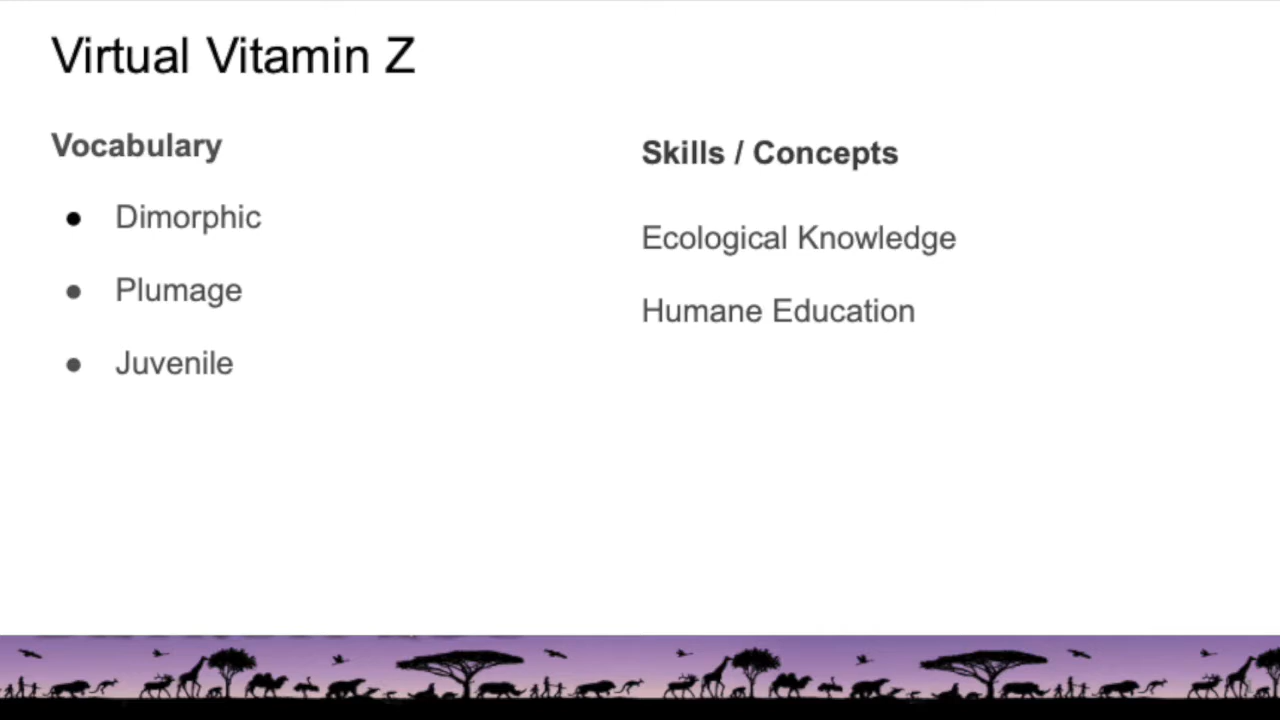 Virtual Vitamin Z
Vocabulary
● Dimorphic
● Plumage
● Juvenile
Skills / Concepts
Ecological Knowledge
Humane Education